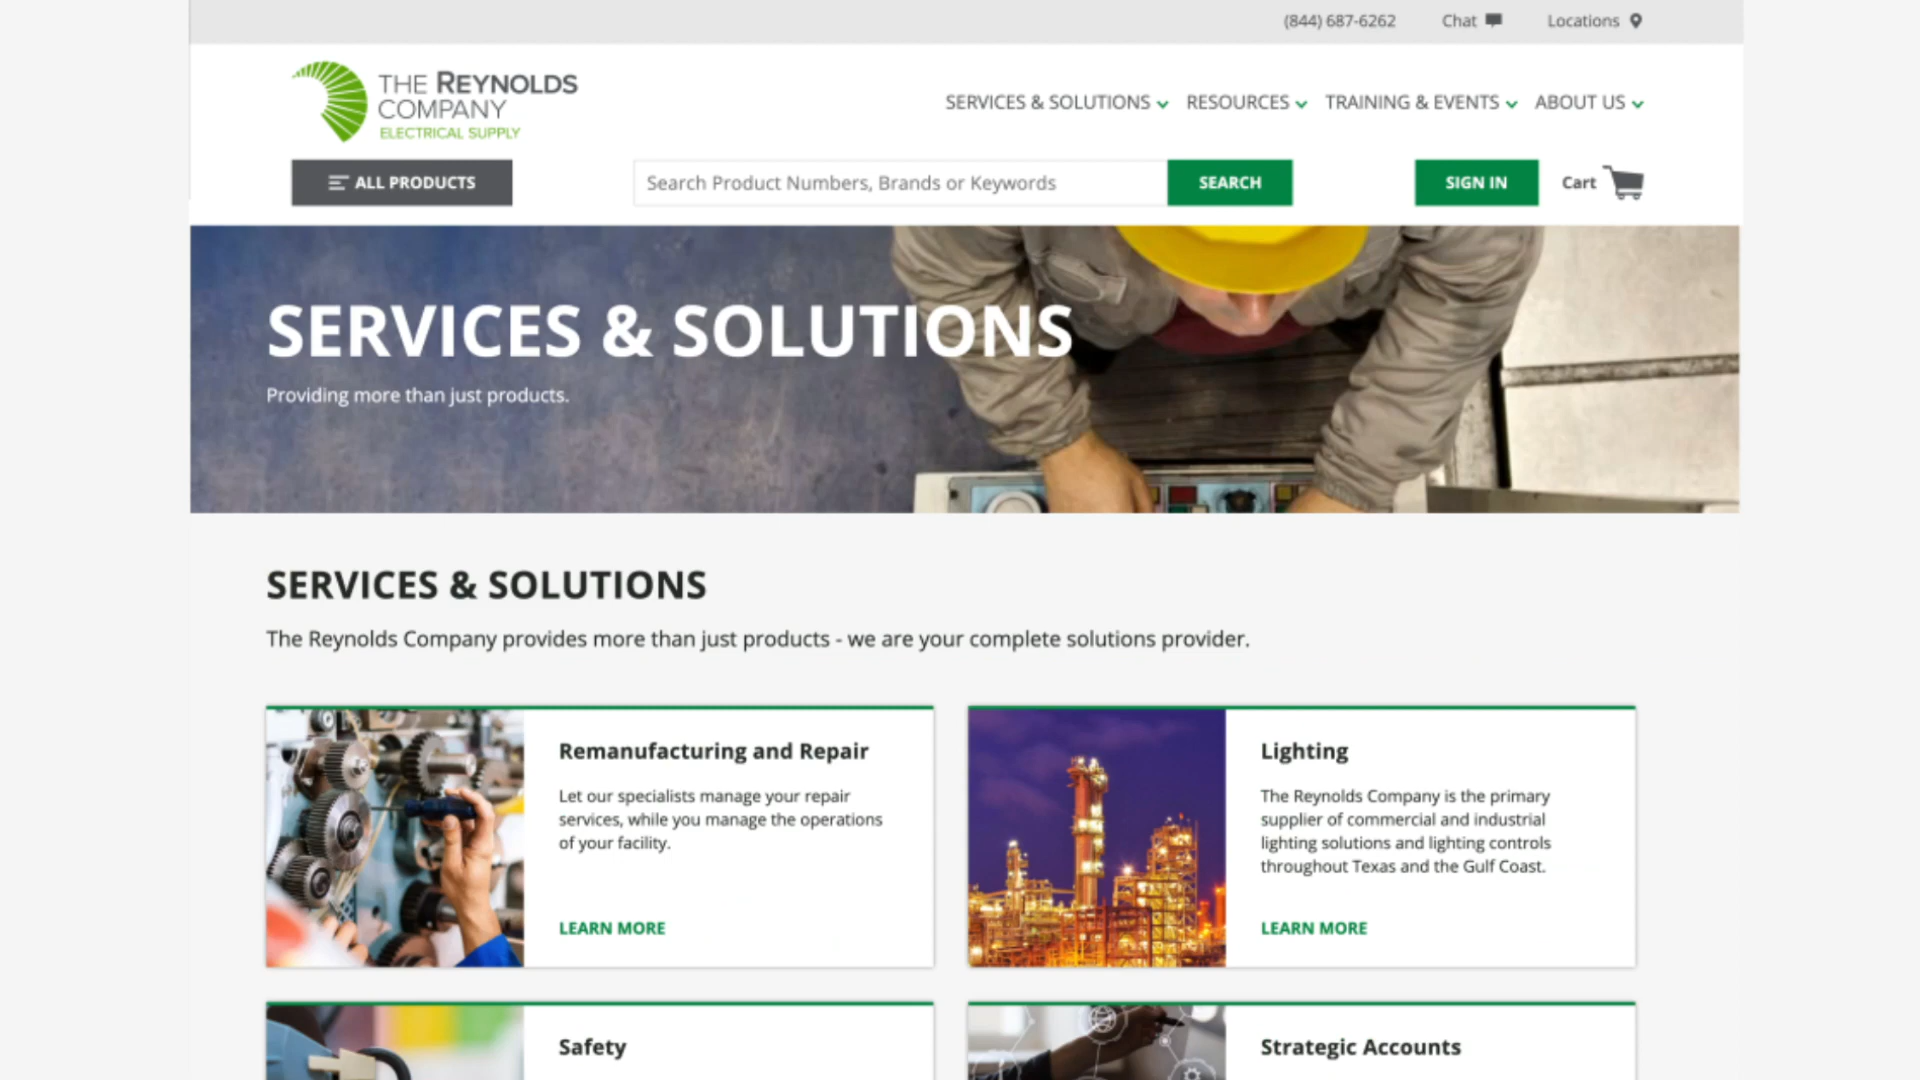 (844) 687-6262 Chat Locations
THE REYNOLDS
COMPANY
ELECTRICAL SUPPLY
SERVICES & SOLUTIONS RESOURCES TRAINING & EVENTS ABOUT US
ALL PRODUCTS
Search Product Numbers, Brands or Keywords
SEARCH
SIGN IN
Cart
SERVICES & SOLUTIONS
Providing more than just products.
SERVICES & SOLUTIONS
The Reynolds Company provides more than just products - we are your complete solutions provider.
Remanufacturing and Repair
Let our specialists manage your repair
services, while you manage the operations
of your facility.
LEARN MORE
Lighting
The Reynolds Company is the primary
supplier of commercial and industrial
lighting solutions and lighting controls
throughout Texas and the Gulf Coast.
LEARN MORE
Safety
Strategic Accounts